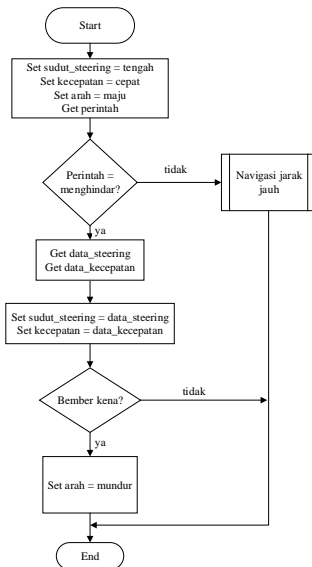 Start
Set sudut_steering = tengah
Set kecepatan = cepat
Set arah = maju
Get perintah
Perintah =
menghindar?
tidak
Navigasi jarak
jauh
ya
Get data_steering
Get data_kecepatan
Set sudut_steering = data_steering
Set kecepatan = data_kecepatan
Bember kena?
tidak
ya
Set arah = mundur
End